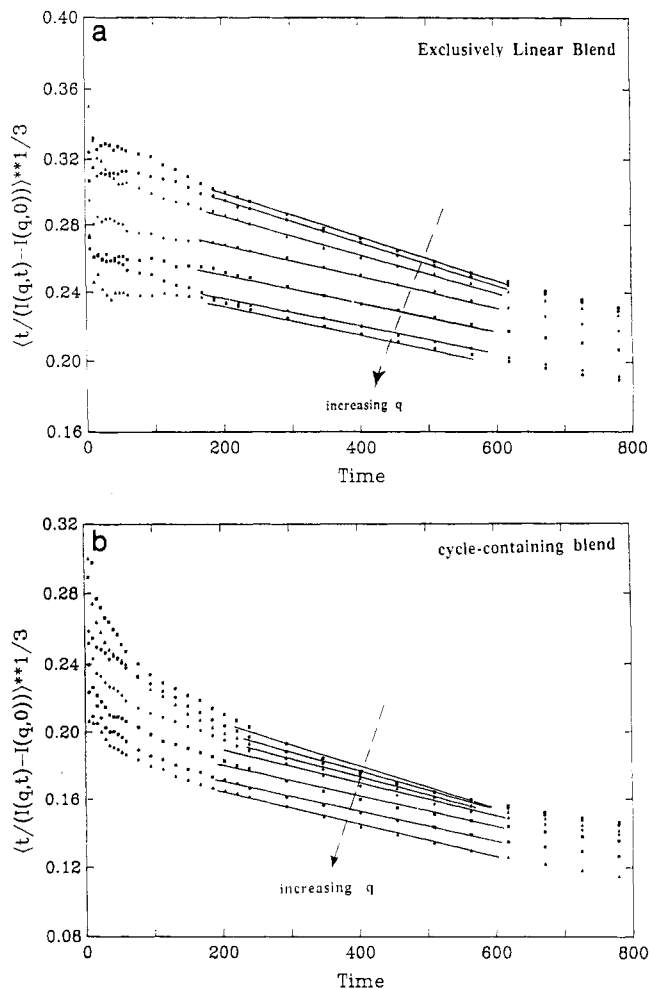 a
Exclusively Linear Blend
⟨t/(I(q,t)−I(q,0))⟩**1/3
0.40
0.36
0.32
0.28
0.24
0.20
0.16
increasing q
0 200 400 600 800
Time
b
cycle-containing blend
⟨t/(I(q,t)−I(q,0))⟩**1/3
0.32
0.28
0.24
0.20
0.16
0.12
0.08
increasing q
0 200 400 600 800
Time